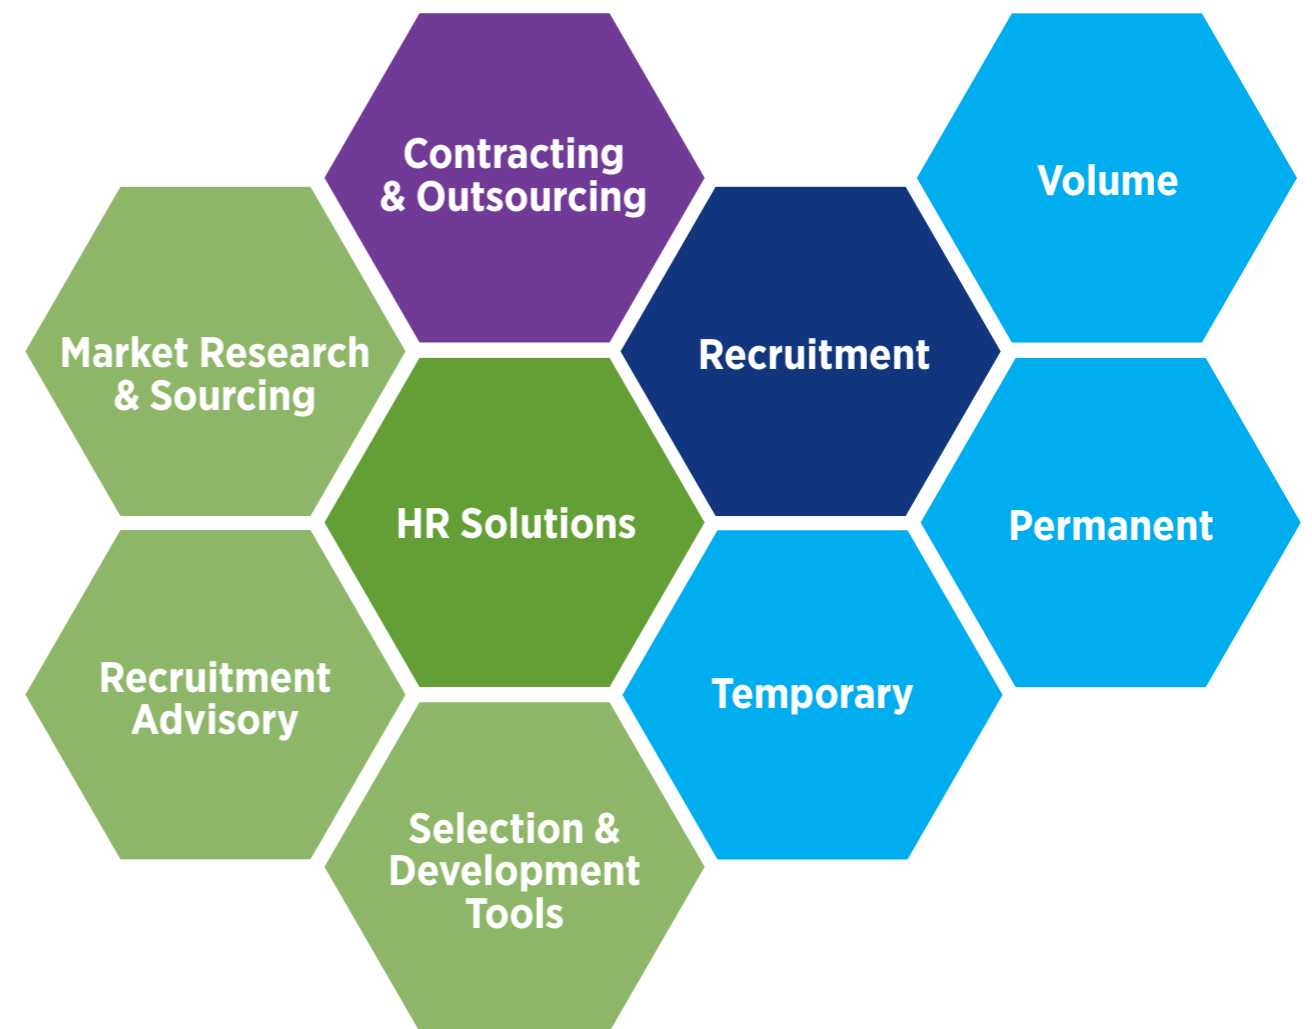 Contracting
& Outsourcing
Volume
Market Research
& Sourcing
Recruitment
HR Solutions
Permanent
Recruitment
Advisory
Temporary
Selection &
Development
Tools